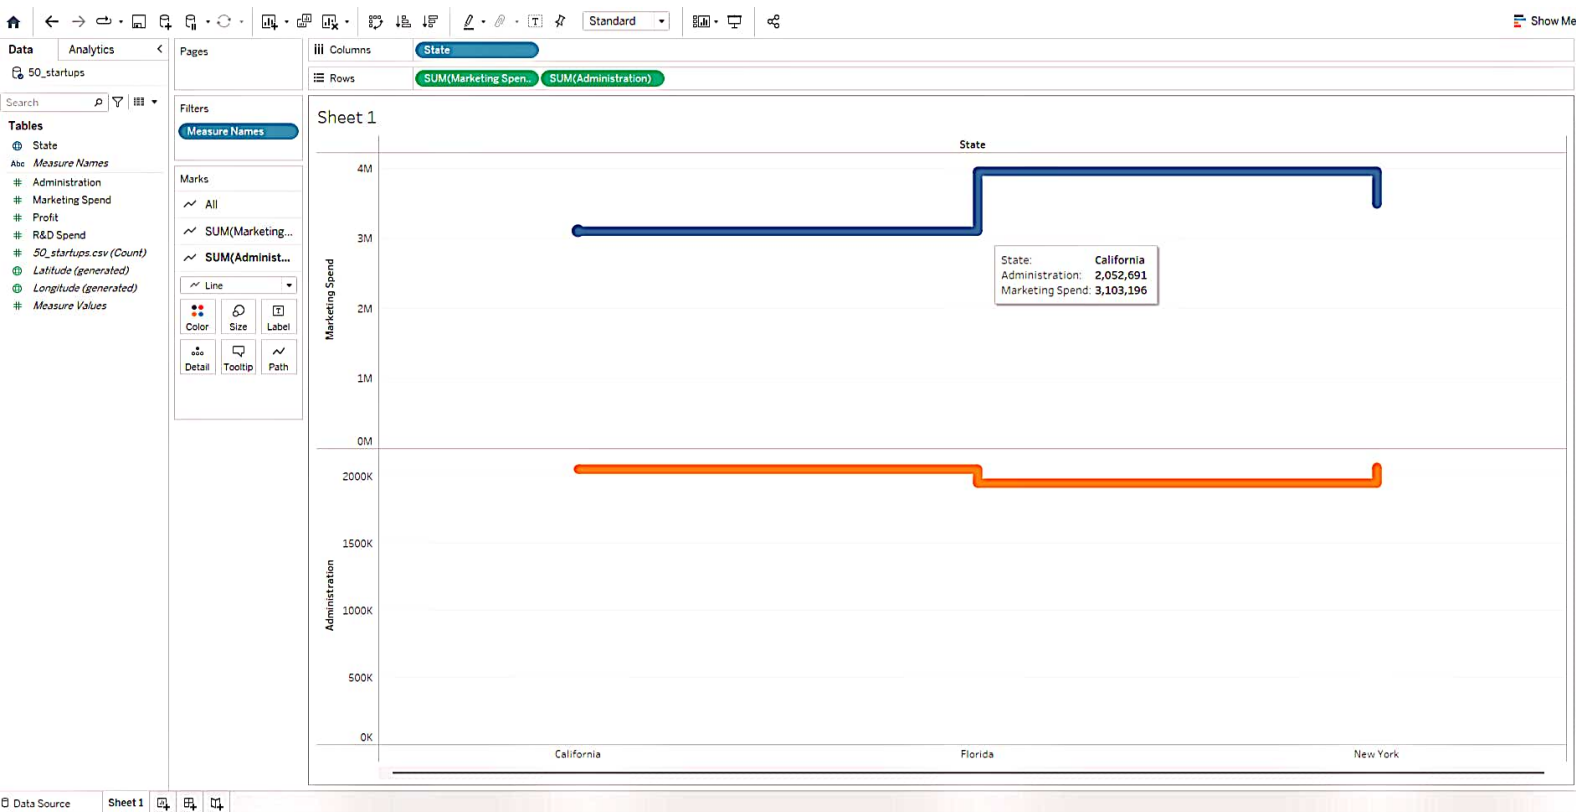 Standard
Show Me
Data
Analytics
50_startups
Search
Tables
State
Abc Measure Names
Administration
Marketing Spend
Profit
R&D Spend
50_startups.csv (Count)
Latitude (generated)
Longitude (generated)
Measure Values
Pages
Filters
Measure Names
Marks
All
SUM(Marketing...
SUM(Administ...
Line
Color
Size
Label
Detail
Tooltip
Path
Columns
State
Rows
SUM(Marketing Spen..
SUM(Administration)
Sheet 1
State
Marketing Spend
4M
3M
2M
1M
0M
State: California
Administration: 2,052,691
Marketing Spend: 3,103,196
Administration
2000K
1500K
1000K
500K
0K
California
Florida
New York
Data Source
Sheet 1